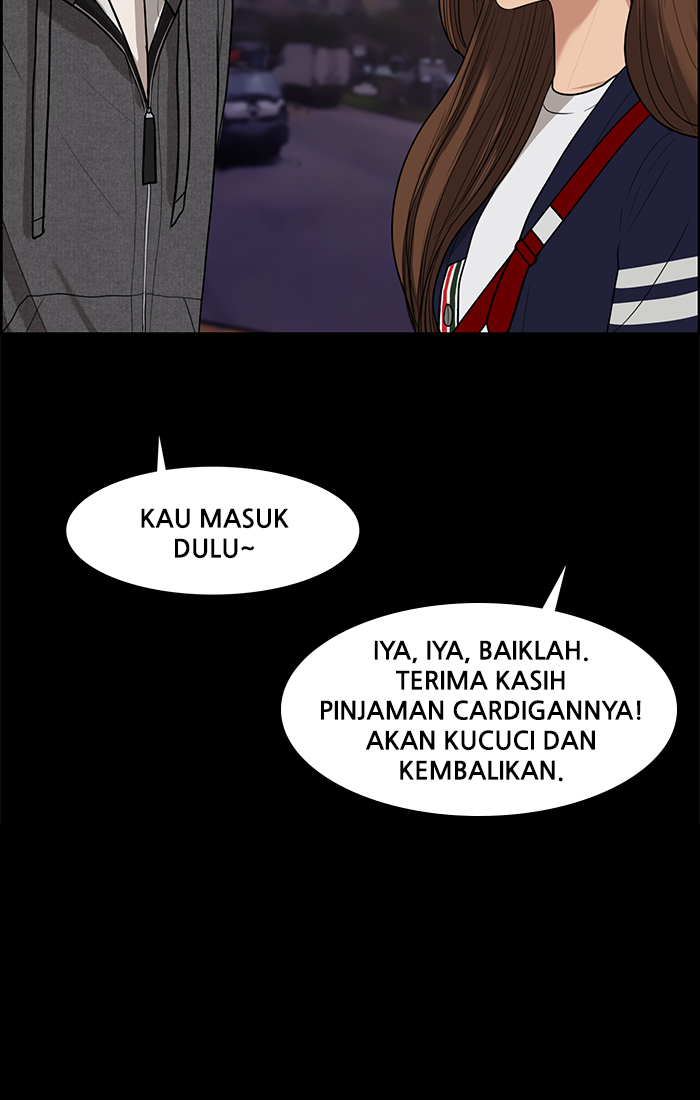 KAU MASUK
DULU~
IYA, IYA, BAIKLAH.
TERIMA KASIH
PINJAMAN CARDIGANNYA!
AKAN KUCUCI DAN
KEMBALIKAN.